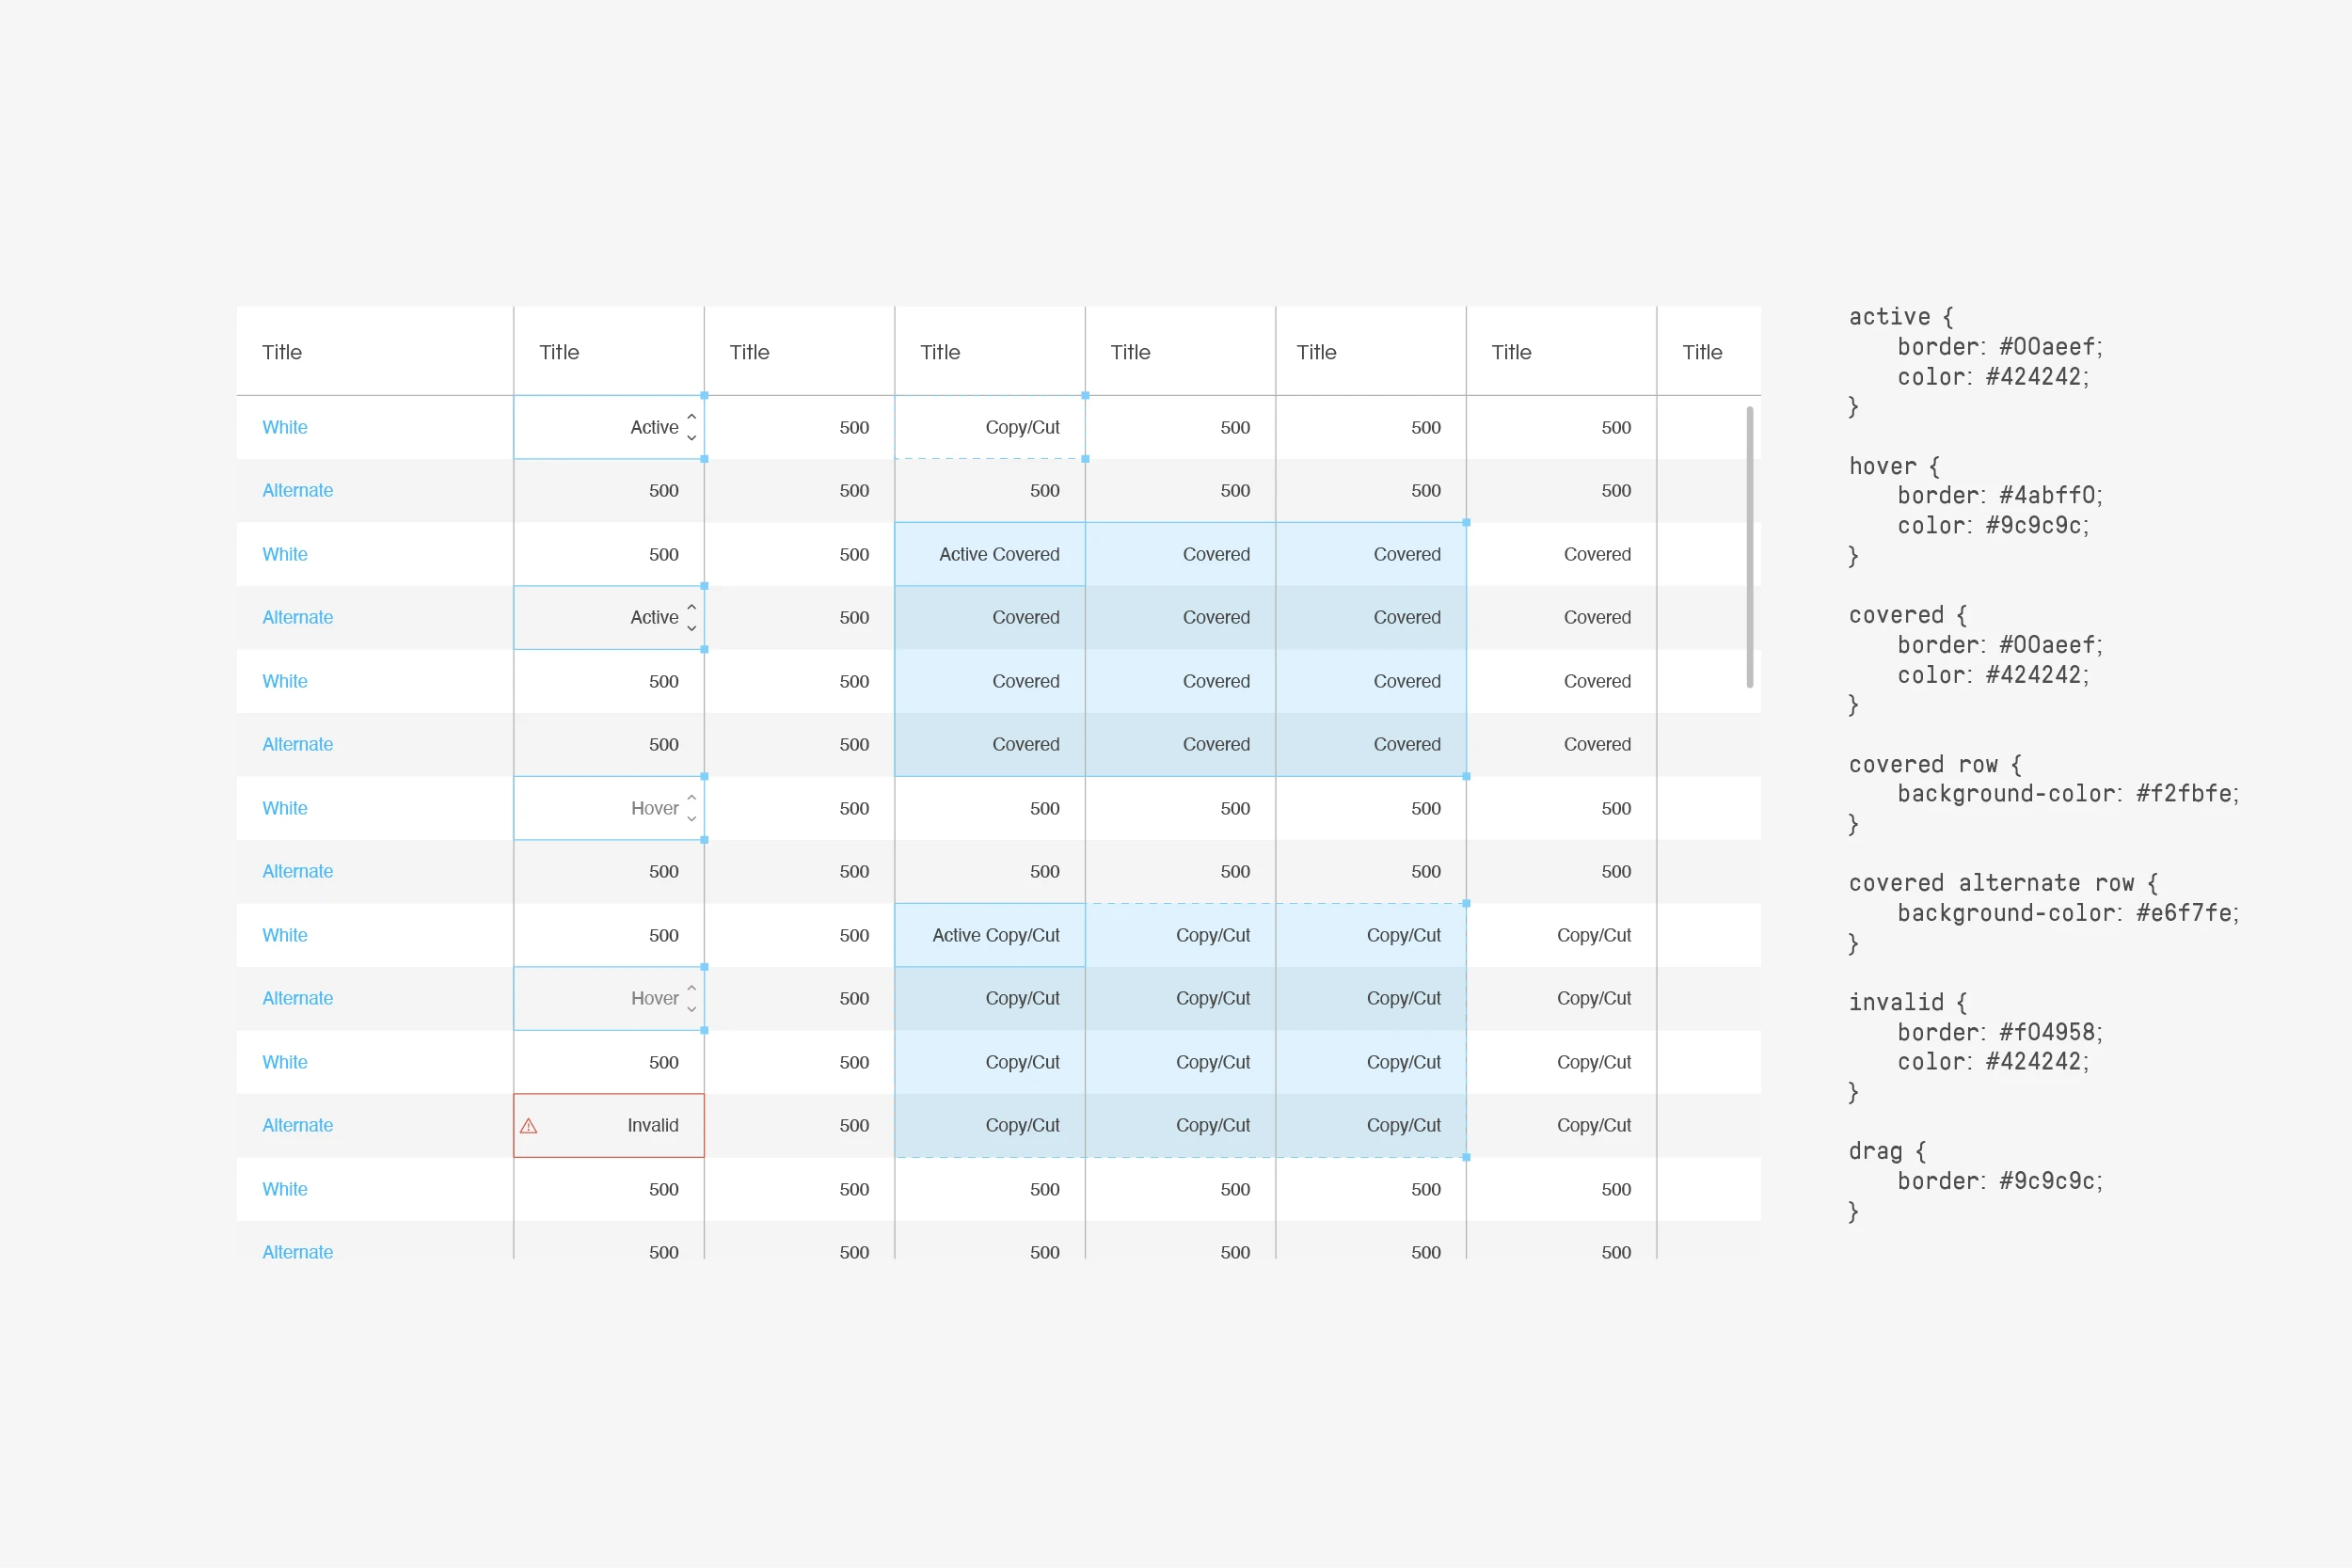 Title Title Title Title Title Title Title Title
White Active 500 Copy/Cut 500 500 500
Alternate 500 500 500 500 500 500
White 500 500 Active Covered Covered Covered Covered
Alternate Active 500 Covered Covered Covered Covered
White 500 500 Covered Covered Covered Covered
Alternate 500 500 Covered Covered Covered Covered
White Hover 500 500 500 500 500
Alternate 500 500 500 500 500 500
White 500 500 Active Copy/Cut Copy/Cut Copy/Cut Copy/Cut
Alternate Hover 500 Copy/Cut Copy/Cut Copy/Cut Copy/Cut
White 500 500 Copy/Cut Copy/Cut Copy/Cut Copy/Cut
Alternate Invalid 500 Copy/Cut Copy/Cut Copy/Cut Copy/Cut
White 500 500 500 500 500 500
Alternate 500 500 500 500 500 500
active {
border: #00aeef;
color: #424242;
}
hover {
border: #4abff0;
color: #9c9c9c;
}
covered {
border: #00aeef;
color: #424242;
}
covered row {
background-color: #f2fbfe;
}
covered alternate row {
background-color: #e6f7fe;
}
invalid {
border: #f04958;
color: #424242;
}
drag {
border: #9c9c9c;
}